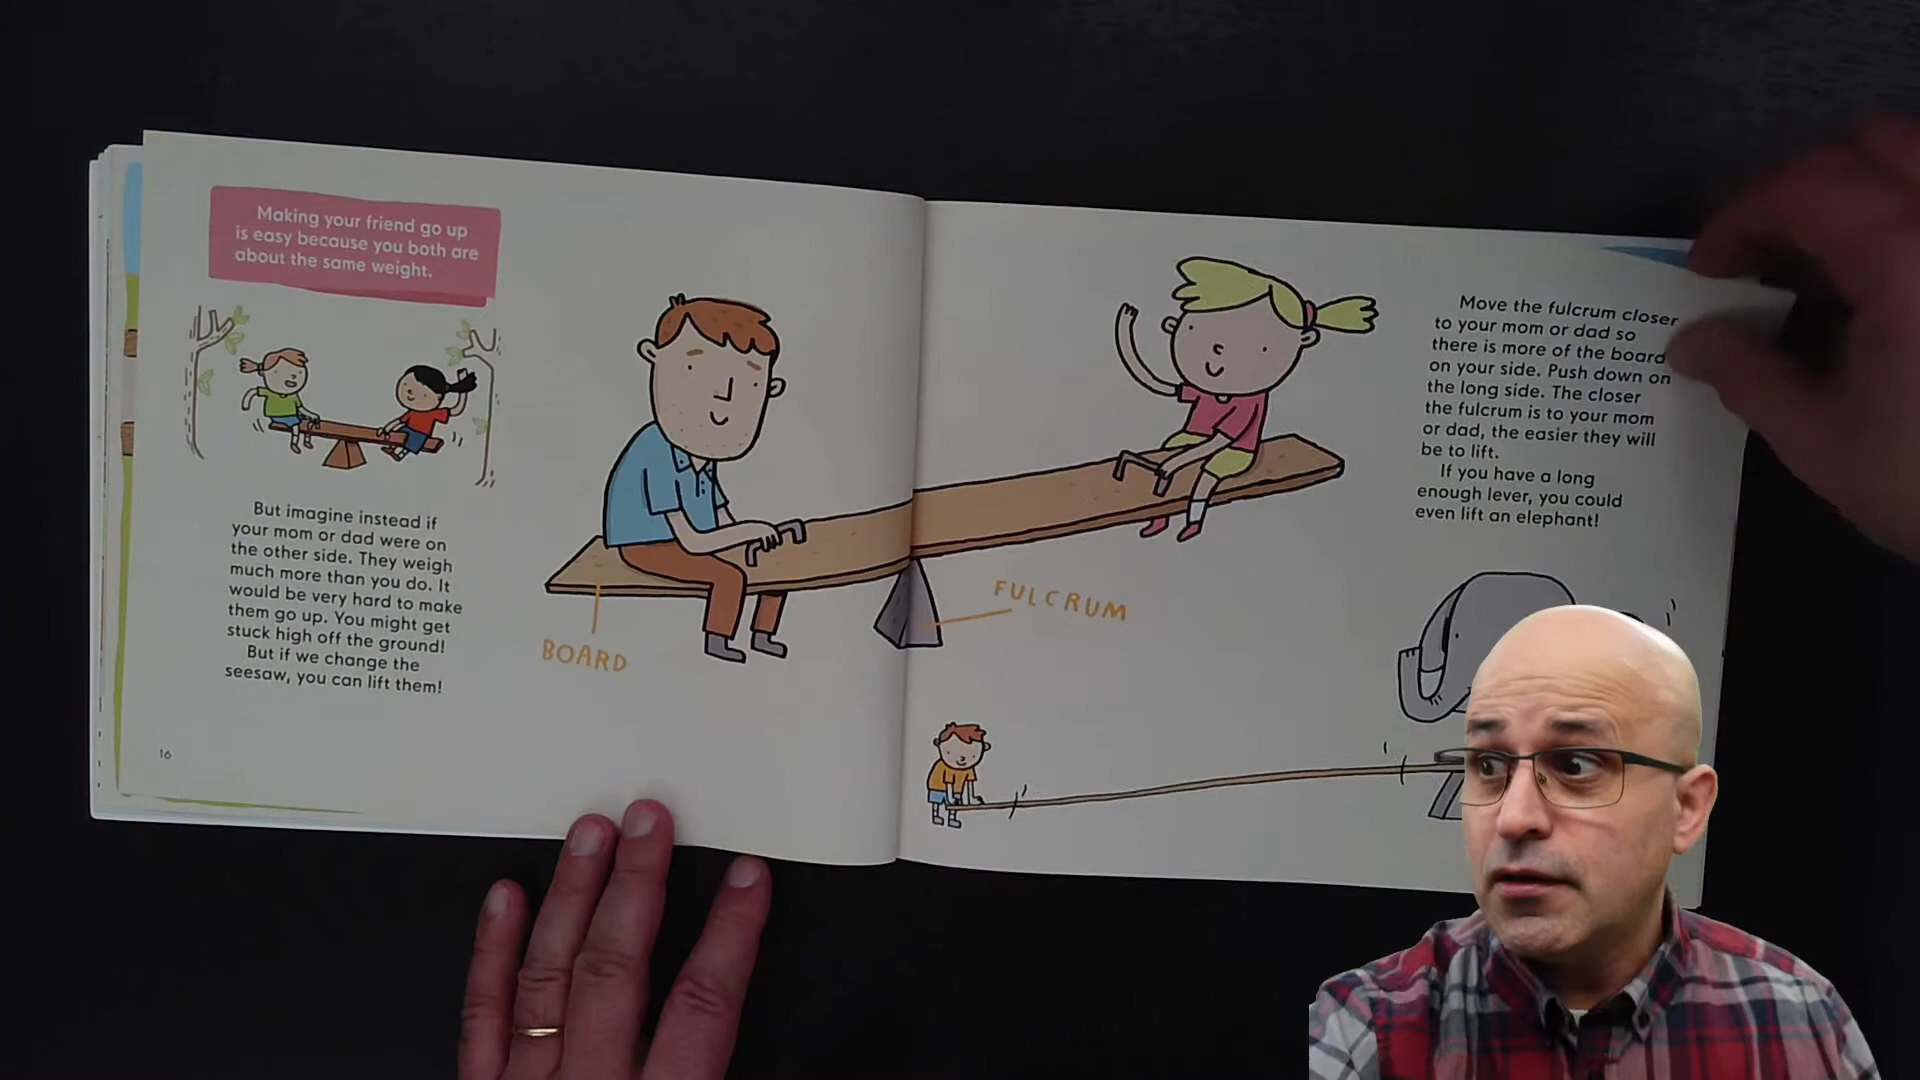 Making your friend go up
is easy because you both are
about the same weight.
But imagine instead if
your mom or dad were on
the other side. They weigh
much more than you do. It
would be very hard to make
them go up. You might get
stuck high off the ground!
But if we change the
seesaw, you can lift them!
16
BOARD
FULCRUM
Move the fulcrum closer
to your mom or dad so
there is more of the board
on your side. Push down on
the long side. The closer
the fulcrum is to your mom
or dad, the easier they will
be to lift.
If you have a long
enough lever, you could
even lift an elephant!